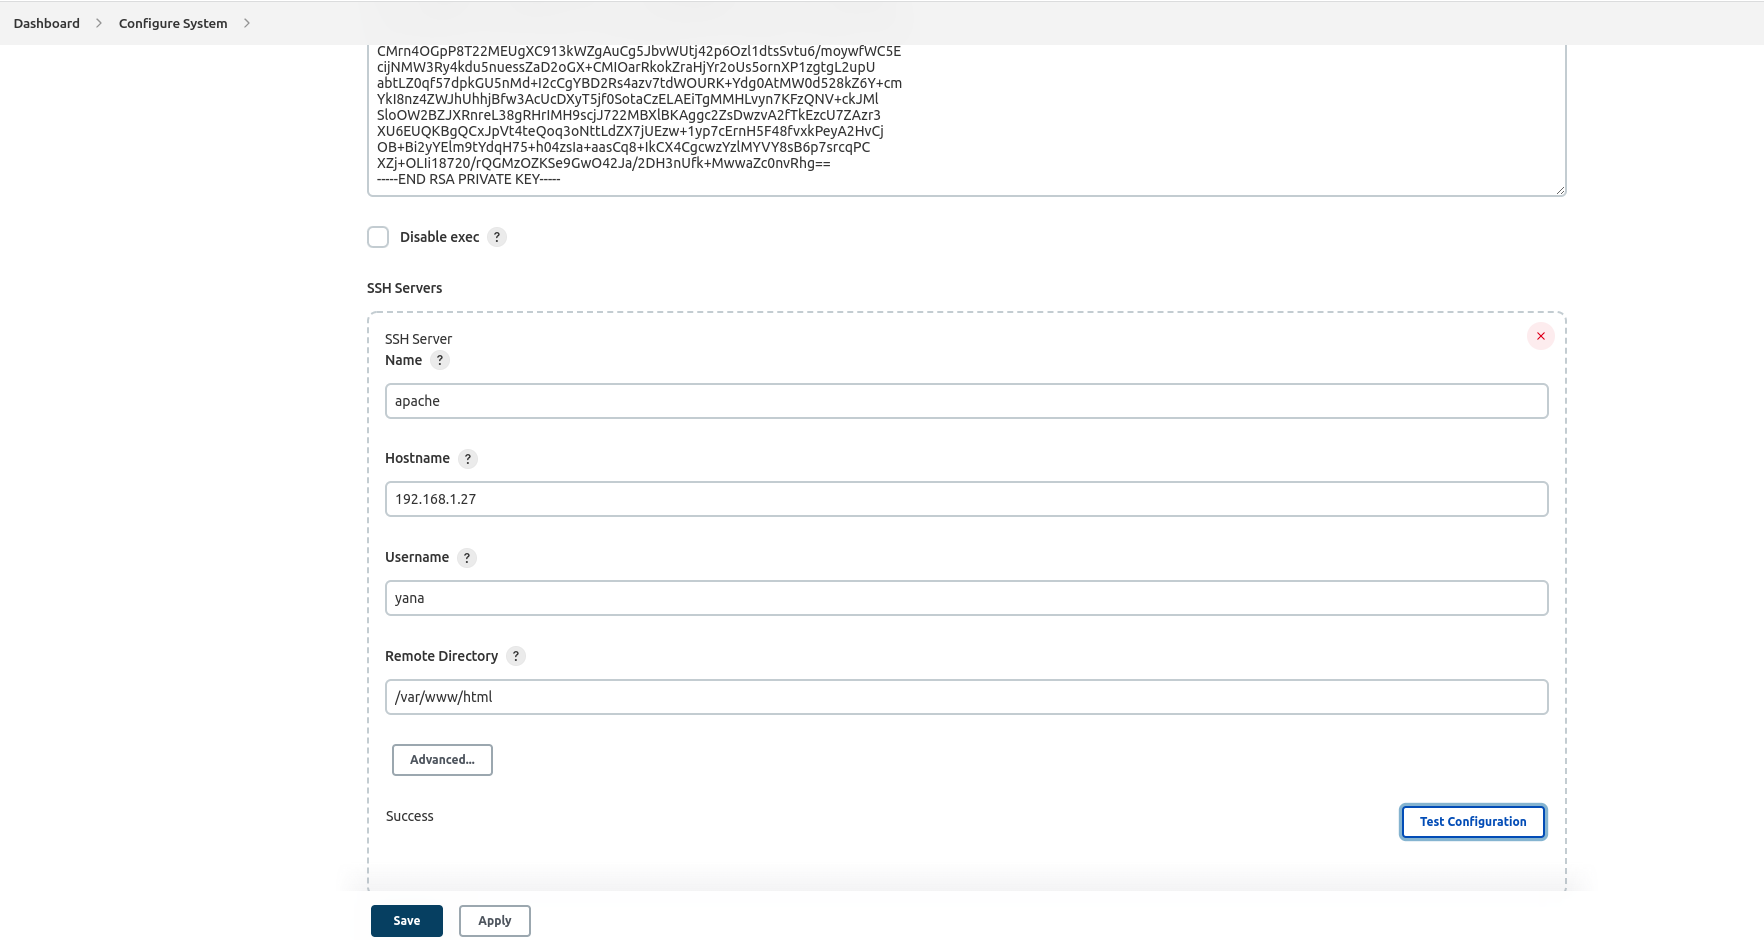 Dashboard > Configure System >
CMrn4OGpP8T22MEUgXC913kWZgAuCg5JbvWUtj42p6Ozl1dtsSvtu6/moywfWC5E
cijNMW3Ry4kdu5nuessZaD2oGX+CMIOarRkokZraHjYr2oUs5ornXP1zgtgL2upU
abtLZ0qf57dpkGU5nMd+I2cCgYBD2Rs4azv7tdWOURK+Ydg0AtMW0d528kZ6Y+cm
YkI8nz4ZWJhUhhjBfw3AcUcDXyT5jf0SotaCzELAEiTgMMHLvyn7KFzQNV+ckJMl
SloOW2BZJXRnreL38gRHrIMH9scjJ722MBXlBKAggc2ZsDwzvA2fTkEzcU7ZAzr3
XU6EUQKBgQCxJpVt4teQoq3oNttLdZX7jUEzw+1yp7cErnH5F48fvxkPeyA2HvCj
OB+Bi2yYElm9tYdqH75+h04zsIa+aasCq8+IkCX4CgcwzYzlMYVY8sB6p7srcqPC
XZj+OLIi18720/rQGMzOZKSe9GwO42Ja/2DH3nUfk+MwwaZc0nvRhg==
-----END RSA PRIVATE KEY-----
Disable exec ?
SSH Servers
SSH Server
Name ?
apache
Hostname ?
192.168.1.27
Username ?
yana
Remote Directory ?
/var/www/html
Advanced...
Success
Test Configuration
Save
Apply